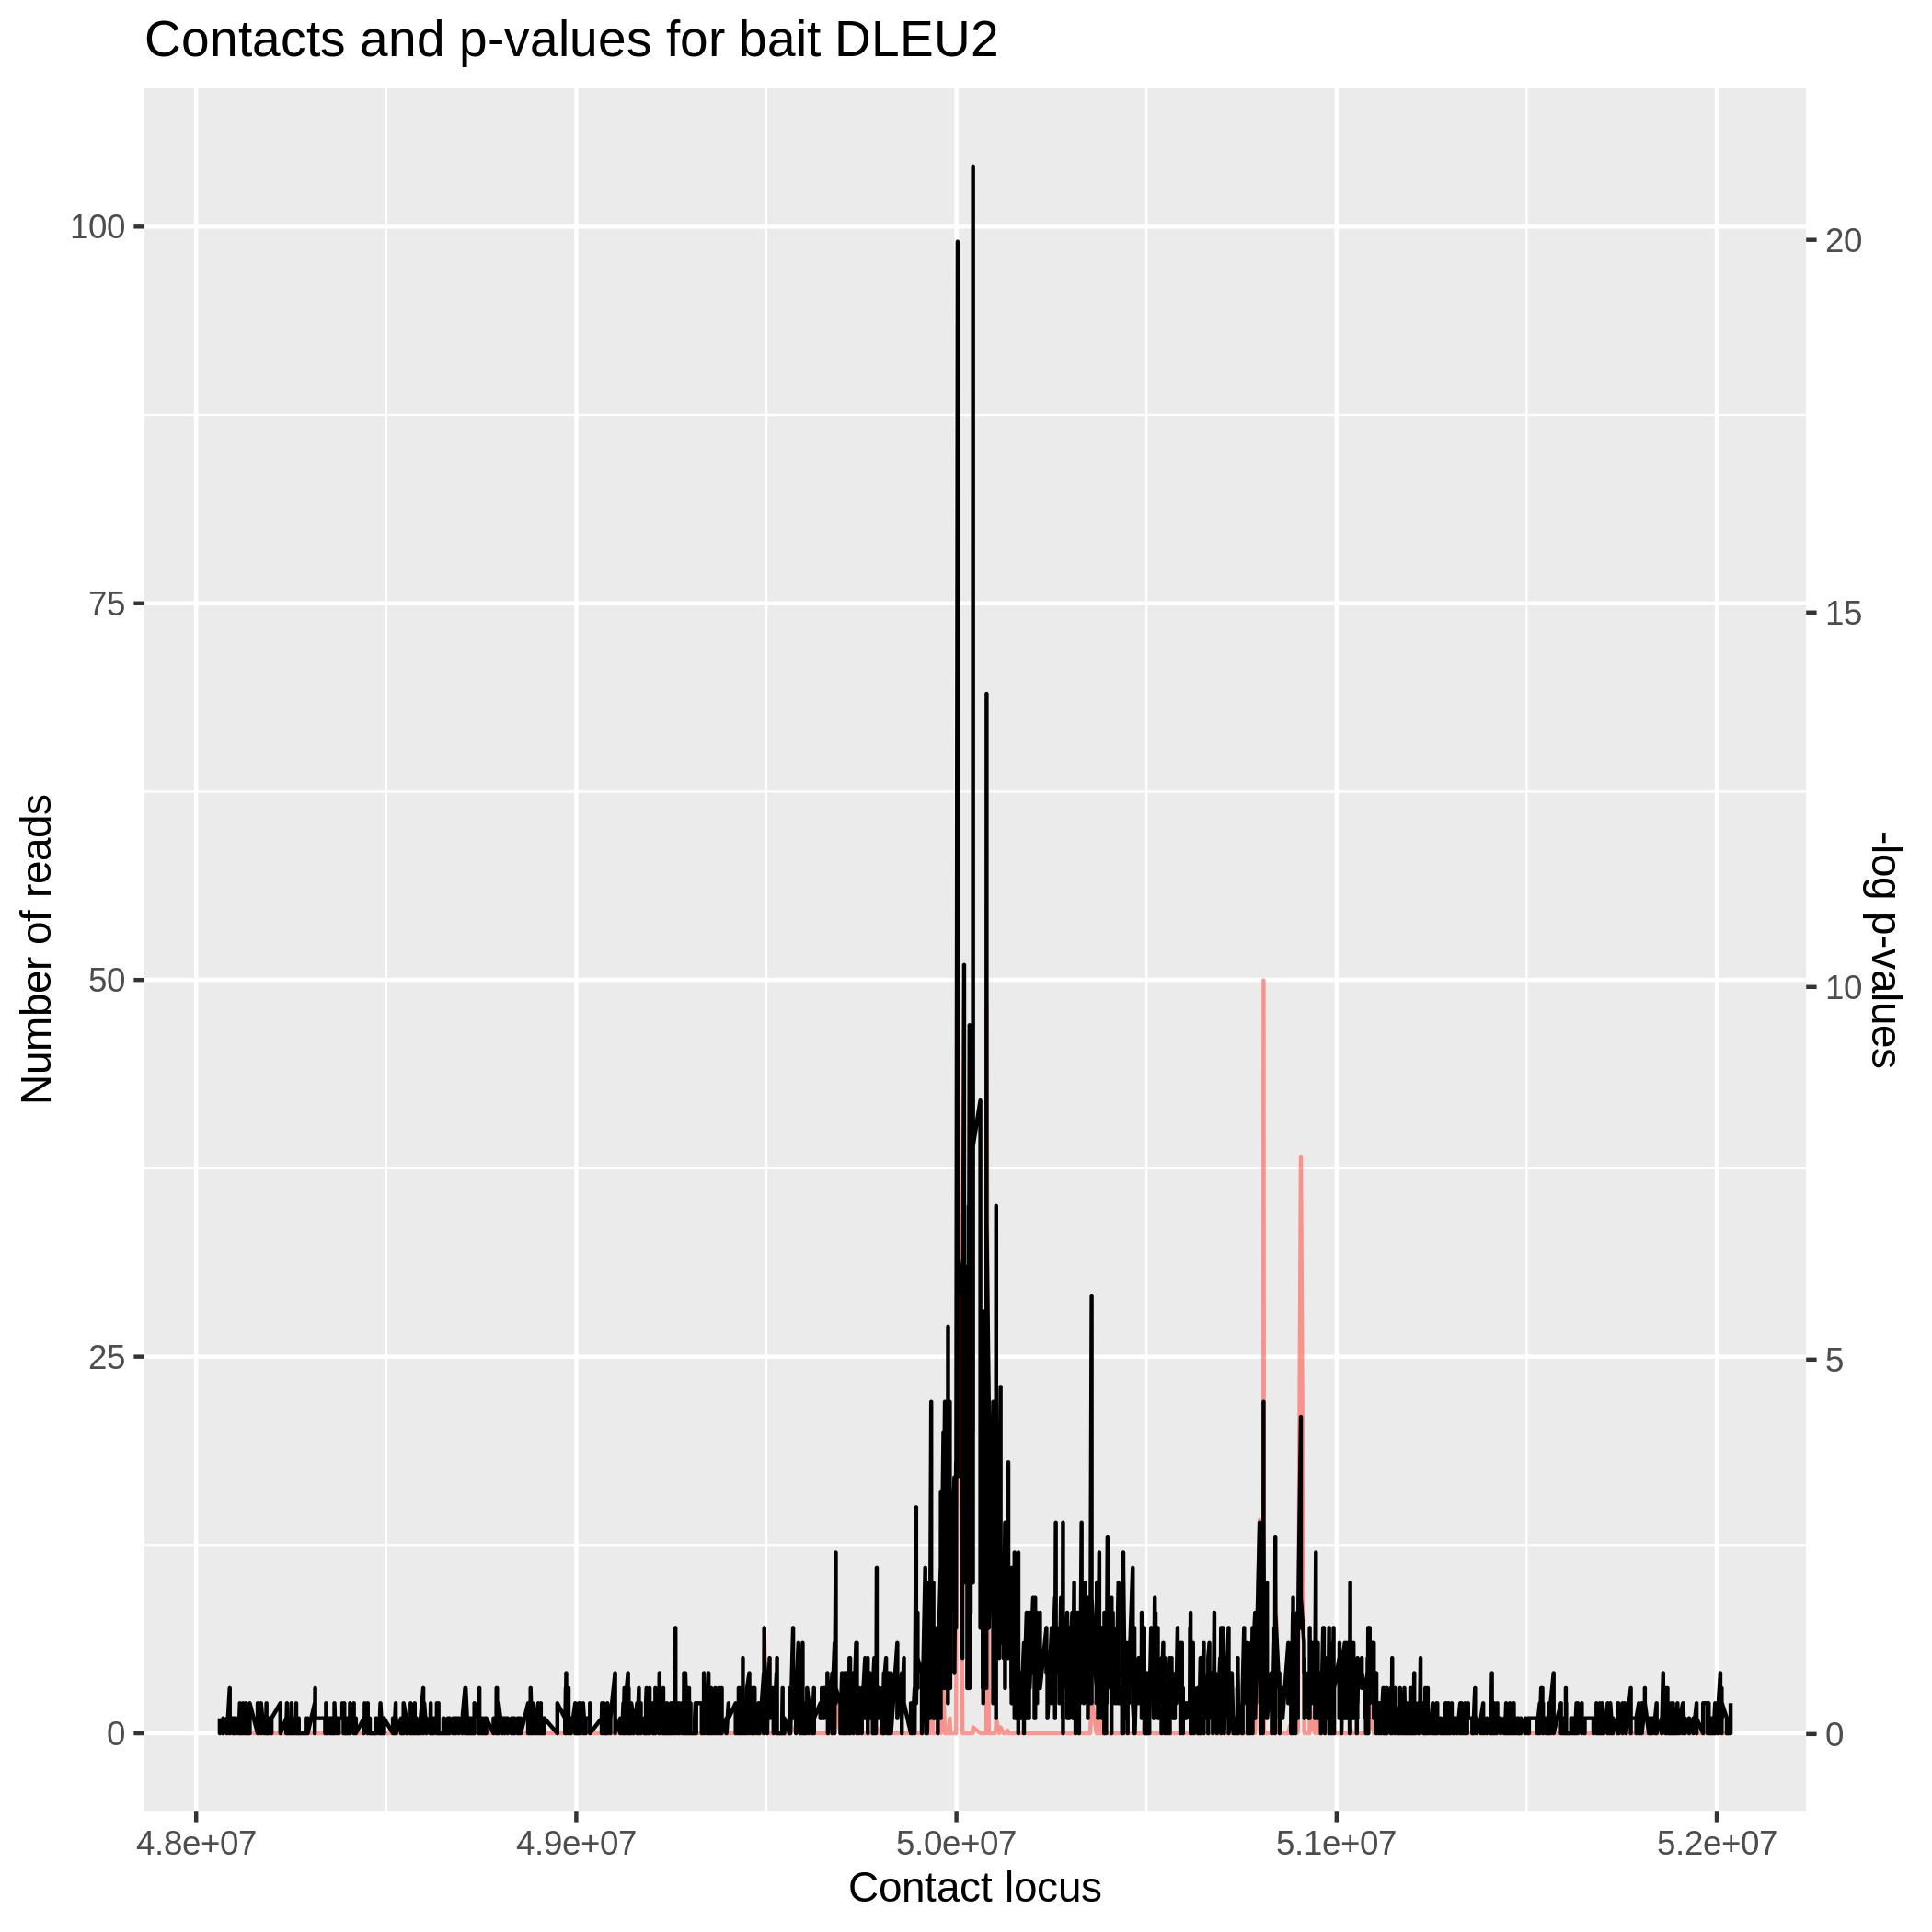 Contacts and p-values for bait DLEU2
Number of reads
100
75
50
25
0
20
15
10
5
0
-log p-values
4.8e+07 4.9e+07 5.0e+07 5.1e+07 5.2e+07
Contact locus